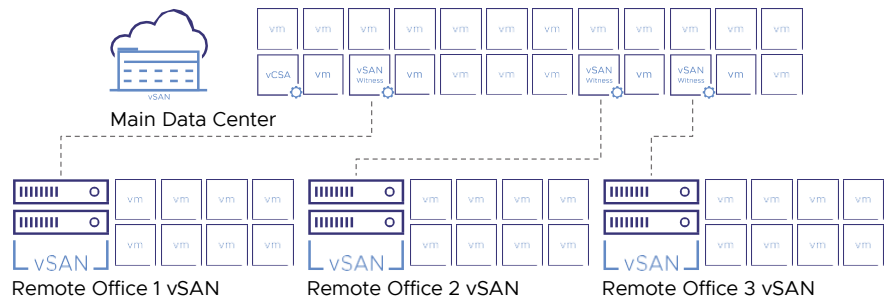 vm vm vm vm vm vm vm vm vm vm vm vm
vCSA vm vSAN vm vm vm vm vSAN vm vSAN vm vm
Witness Witness Witness
vSAN
Main Data Center
vm vm vm vm
vm vm vm vm
vSAN
Remote Office 1 vSAN
vm vm vm vm
vm vm vm vm
vSAN
Remote Office 2 vSAN
vm vm vm vm
vm vm vm vm
vSAN
Remote Office 3 vSAN